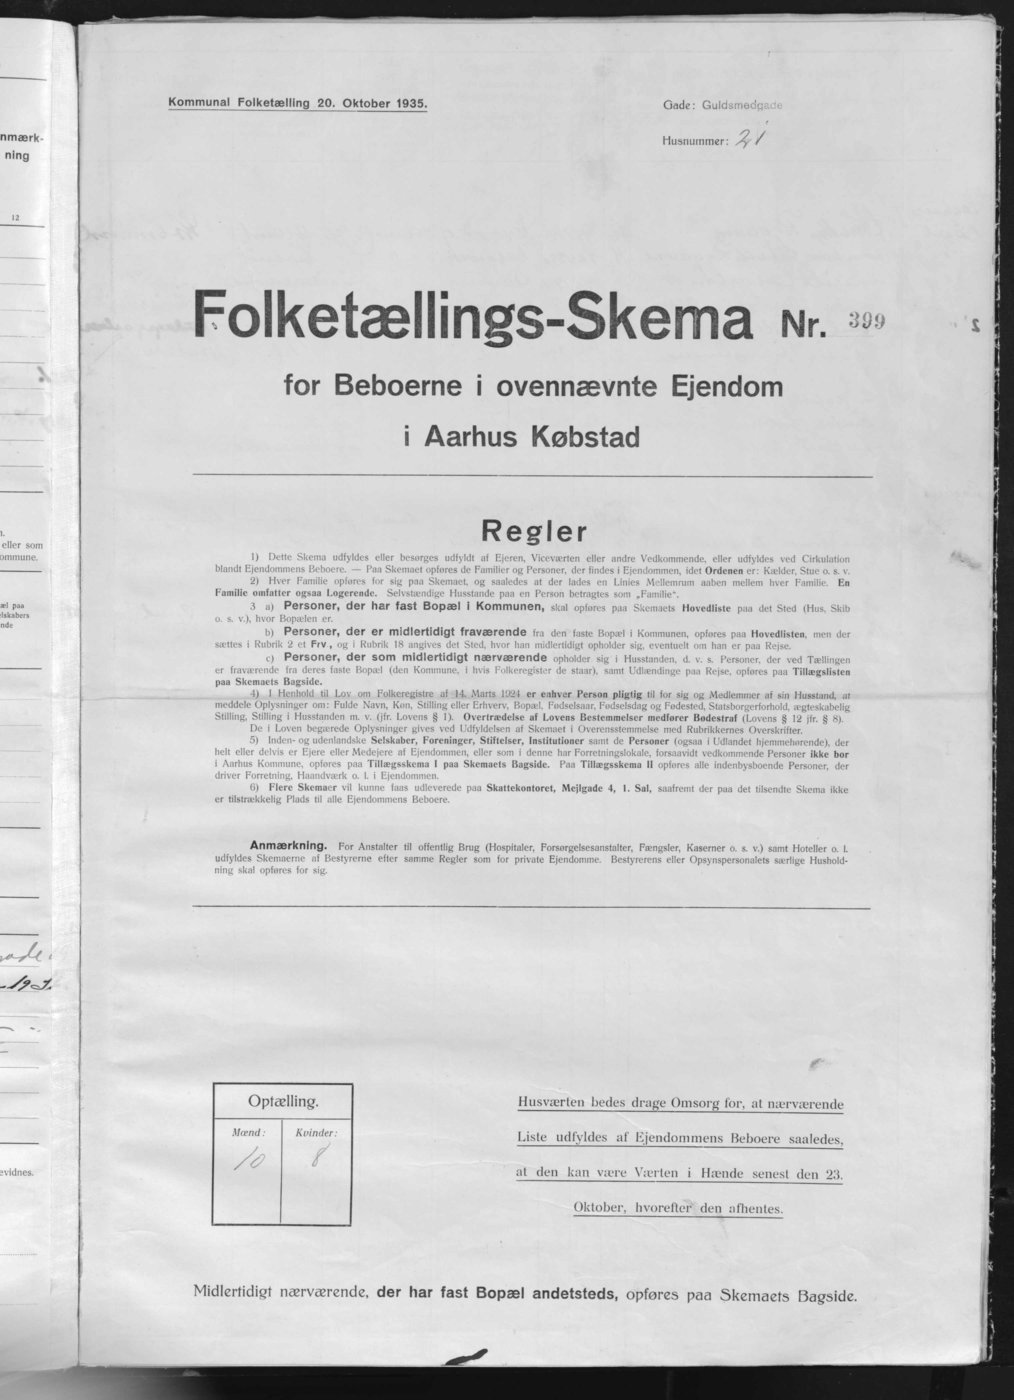 nmærk-
ning
12
eller som
ommune.
æl paa
elskabers
nde
evidnes.
Kommunal Folketælling 20. Oktober 1935.
Gade: Guldsmedgade
Husnummer: 21
Folketællings-Skema Nr. 399
for Beboerne i ovennævnte Ejendom
i Aarhus Købstad
Regler
1) Dette Skema udfyldes eller besørges udfyldt af Ejeren, Viceværten eller andre Vedkommende, eller udfyldes ved Cirkulation
blandt Ejendommens Beboere. — Paa Skemaet opføres de Familier og Personer, der findes i Ejendommen, idet Ordenen er: Kælder, Stue o. s. v.
2) Hver Familie opføres for sig paa Skemaet, og saaledes at der lades en Linies Mellemrum aaben mellem hver Familie. En
Familie omfatter ogsaa Logerende. Selvstændige Husstande paa en Person betragtes som „Familie“.
3 a) Personer, der har fast Bopæl i Kommunen, skal opføres paa Skemaets Hovedliste paa det Sted (Hus, Skib
o. s. v.), hvor Bopælen er.
b) Personer, der er midlertidigt fraværende fra den faste Bopæl i Kommunen, opføres paa Hovedlisten, men der
sættes i Rubrik 2 et Frv., og i Rubrik 18 angives det Sted, hvor han midlertidigt opholder sig, eventuelt om han er paa Rejse.
c) Personer, der som midlertidigt nærværende opholder sig i Husstanden, d. v. s. Personer, der ved Tællingen
er fraværende fra deres faste Bopæl (den Kommune, i hvis Folkeregister de staar), samt Udlændinge paa Rejse, opføres paa Tillægslisten
paa Skemaets Bagside.
4) I Henhold til Lov om Folkeregistre af 14. Marts 1924 er enhver Person pligtig til for sig og Medlemmer af sin Husstand, at
meddele Oplysninger om: Fulde Navn, Køn, Stilling eller Erhverv, Bopæl, Fødselsaar, Fødselsdag og Fødested, Statsborgerforhold, ægteskabelig
Stilling, Stilling i Husstanden m. v. (jfr. Lovens § 1). Overtrædelse af Lovens Bestemmelser medfører Bødestraf (Lovens § 12 jfr. § 8).
De i Loven begærede Oplysninger gives ved Udfyldelsen af Skemaet i Overensstemmelse med Rubrikkernes Overskrifter.
5) Inden- og udenlandske Selskaber, Foreninger, Stiftelser, Institutioner samt de Personer (ogsaa i Udlandet hjemmehørende), der
helt eller delvis er Ejere eller Medejere af Ejendommen, eller som i denne har Forretningslokale, forsaavidt vedkommende Personer ikke bor
i Aarhus Kommune, opføres paa Tillægsskema I paa Skemaets Bagside. Paa Tillægsskema II opføres alle indenbysboende Personer, der
driver Forretning, Haandværk o. l. i Ejendommen.
6) Flere Skemaer vil kunne faas udleverede paa Skattekontoret, Mejlgade 4, 1. Sal, saafremt der paa det tilsendte Skema ikke
er tilstrækkelig Plads til alle Ejendommens Beboere.
Anmærkning. For Anstalter til offentlig Brug (Hospitaler, Forsørgelsesanstalter, Fængsler, Kaserner o. s. v.) samt Hoteller o. l.
udfyldes Skemaerne af Bestyrerne efter samme Regler som for private Ejendomme. Bestyrerens eller Opsynspersonalets særlige Hushold-
ning skal opføres for sig.
Optælling.
Mænd: Kvinder:
10 8
Husværten bedes drage Omsorg for, at nærværende
Liste udfyldes af Ejendommens Beboere saaledes,
at den kan være Værten i Hænde senest den 23.
Oktober, hvorefter den afhentes.
Midlertidigt nærværende, der har fast Bopæl andetsteds, opføres paa Skemaets Bagside.